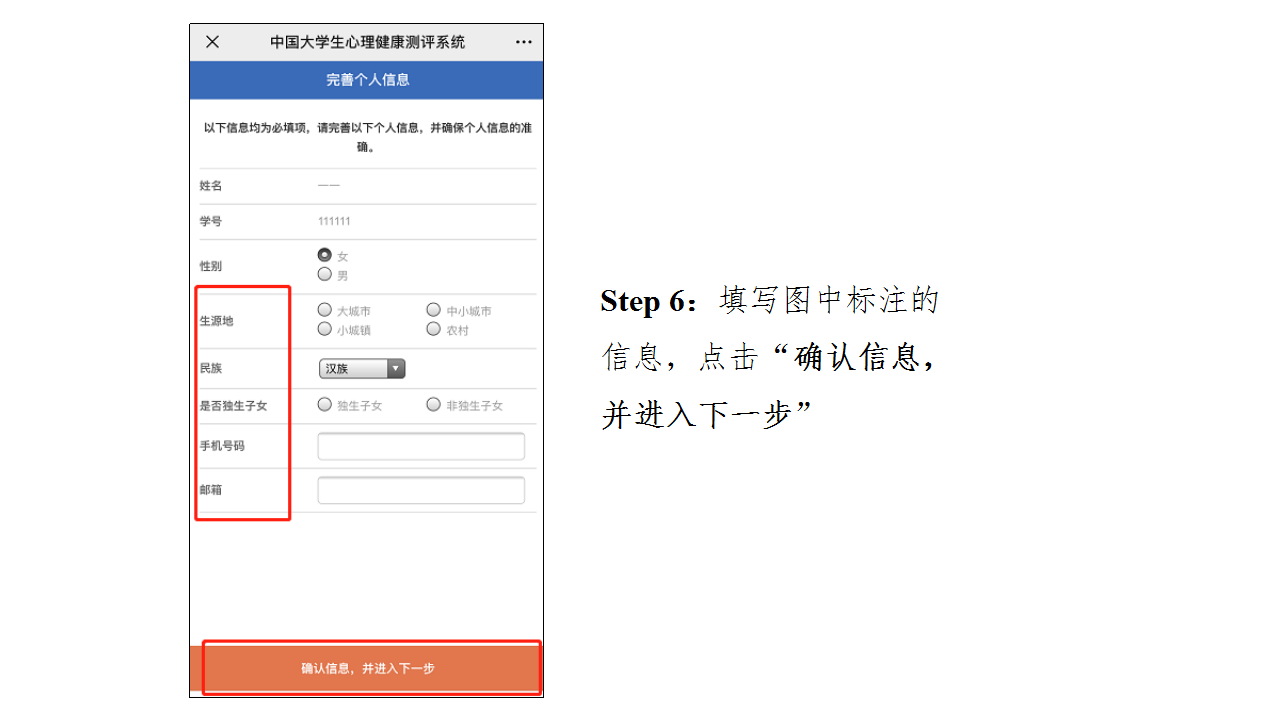 中国大学生心理健康测评系统
完善个人信息
以下信息均为必填项，请完善以下个人信息，并确保个人信息的准
确。
姓名 一一
学号 111111
性别 女
男
生源地 大城市 中小城市
小城镇 农村
民族 汉族
是否独生子女 独生子女 非独生子女
手机号码
邮箱
确认信息，并进入下一步
Step 6：填写图中标注的
信息，点击“确认信息，
并进入下一步”